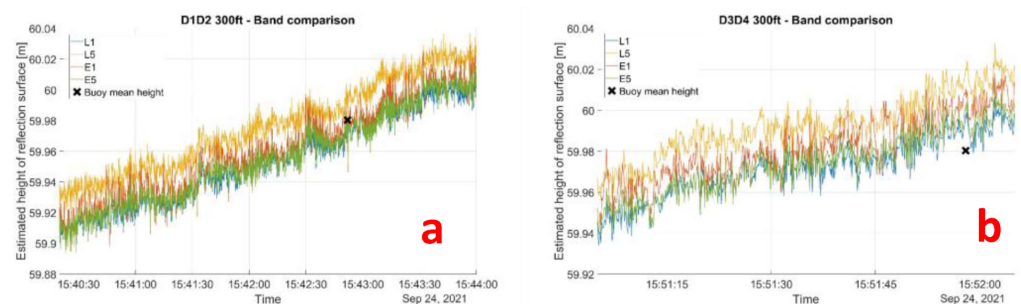 D1D2 300ft - Band comparison
60.04
60.02
60
59.98
59.96
59.94
59.92
59.9
59.88
Estimated height of reflection surface [m]
L1
L5
E1
E5
Buoy mean height
a
15:40:30 15:41:00 15:41:30 15:42:00 15:42:30 15:43:00 15:43:30 15:44:00
Time
Sep 24, 2021
D3D4 300ft - Band comparison
60.04
60.02
60
59.98
59.96
59.94
59.92
Estimated height of reflection surface [m]
L1
L5
E1
E5
Buoy mean height
b
15:51:15 15:51:30 15:51:45 15:52:00
Time
Sep 24, 2021